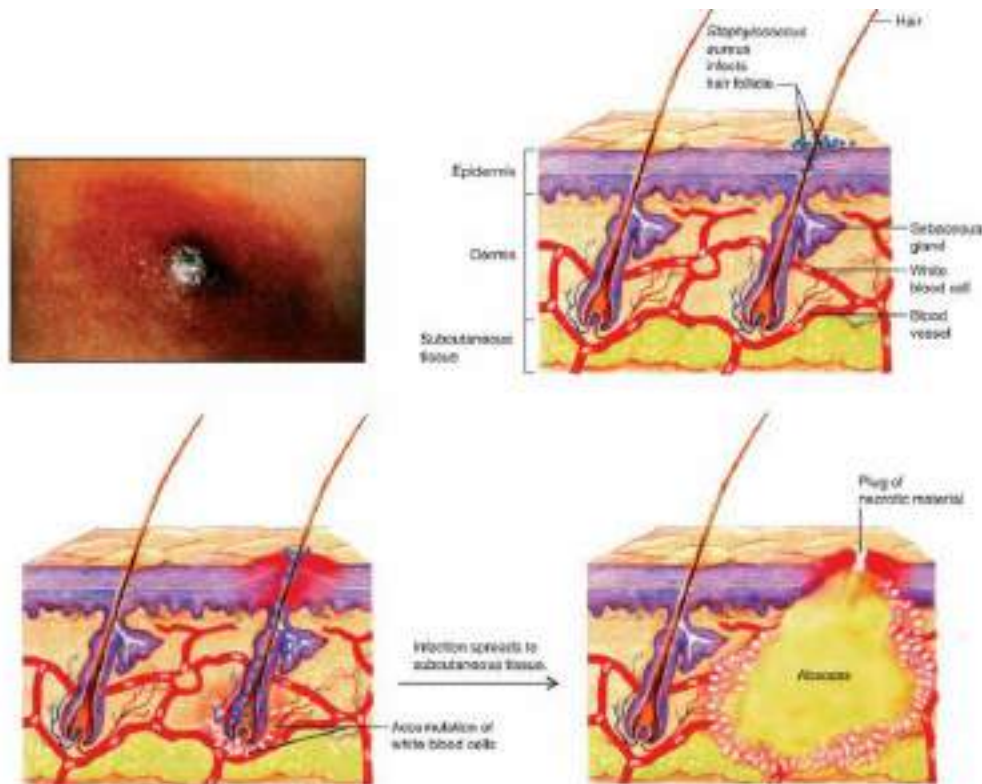 Staphylococcus
aureus
infects
hair follicle
Hair
Epidermis
Dermis
Subcutaneous
tissue
Sebaceous
gland
White
blood cell
Blood
vessel
Infection spreads to
subcutaneous tissue.
Accumulation of
white blood cells
Plug of
necrotic material
Abscess